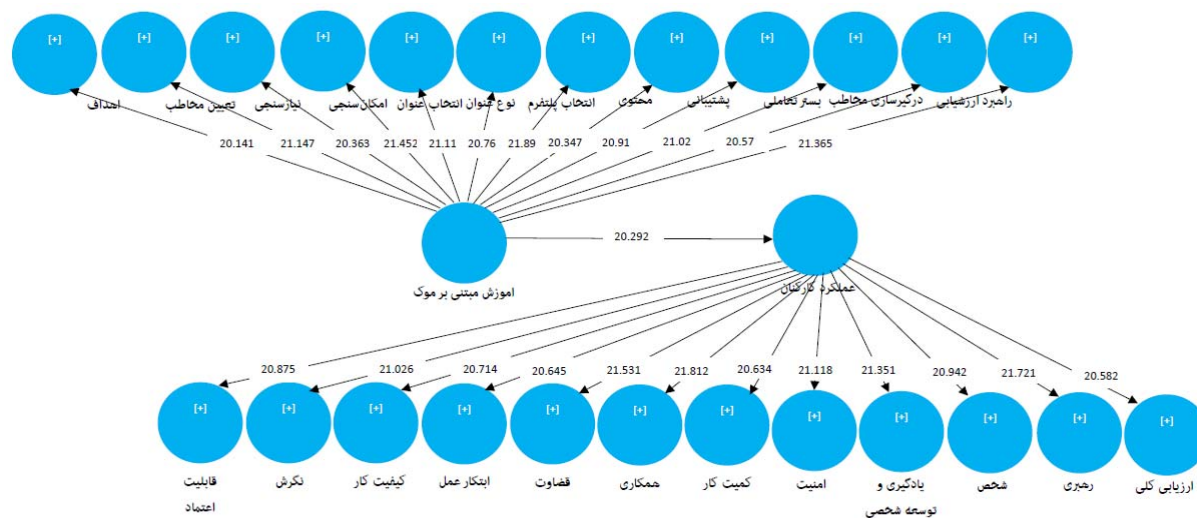 [+] [+] [+] [+] [+] [+] [+] [+] [+] [+] [+] [+]
اهداف تعیین مخاطب نیازسنجی امکان‌سنجی انتخاب عنوان نوع عنوان انتخاب پلتفرم محتوی پشتیبانی بستر تعاملی درگیرسازی مخاطب راهبرد ارزشیابی
20.141 21.147 20.363 21.452 21.11 20.76 21.89 20.347 20.91 21.02 20.57 21.365
20.292
اموزش مبتنی بر موک
عملکرد کارکنان
20.875 21.026 20.714 20.645 21.531 21.812 20.634 21.118 21.351 20.942 21.721 20.582
[+] [+] [+] [+] [+] [+] [+] [+] [+] [+] [+] [+]
قابلیت نگرش کیفیت کار ابتکار عمل قضاوت همکاری کمیت کار امنیت یادگیری و شخص رهبری ارزیابی کلی
اعتماد توسعه شخصی